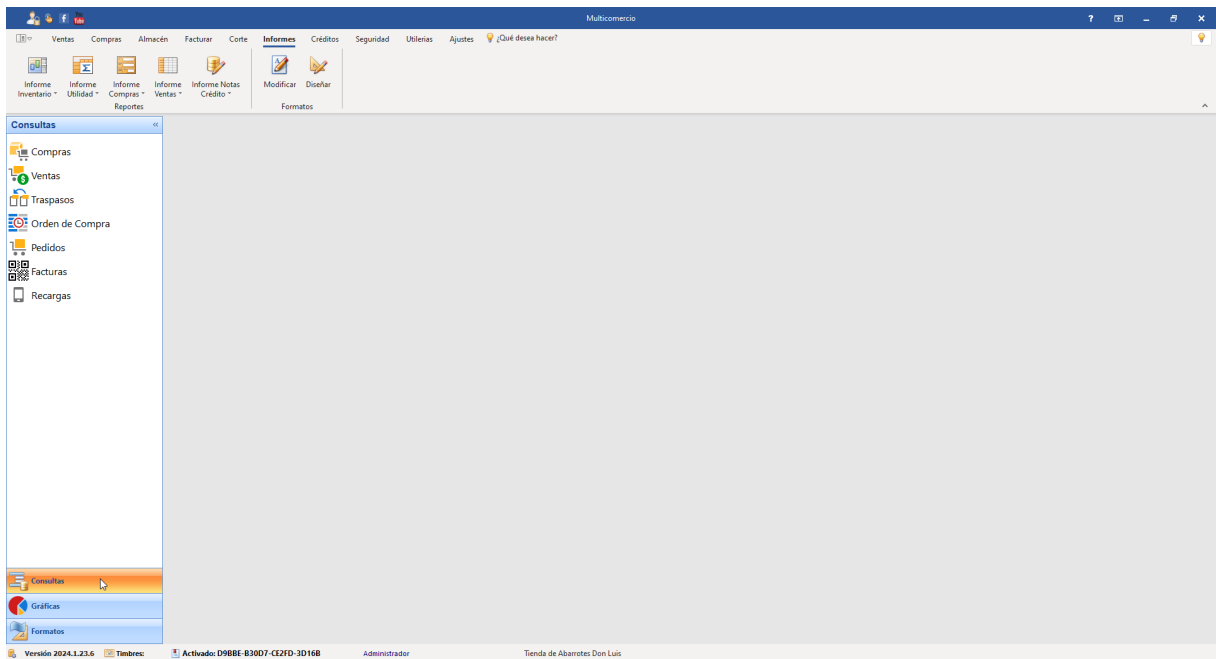 Multicomercio
?
Ventas Compras Almacén Facturar Corte Informes Créditos Seguridad Utilerias Ajustes ¿Qué desea hacer?
Informe Inventario
Informe Utilidad
Informe Compras
Informe Ventas
Informe Notas Crédito
Modificar
Diseñar
Reportes
Formatos
Consultas «
Compras
Ventas
Traspasos
Orden de Compra
Pedidos
Facturas
Recargas
Consultas
Gráficas
Formatos
Versión 2024.1.23.6 Timbres: Activado: D9BBE-B30D7-CE2FD-3D16B Administrador Tienda de Abarrotes Don Luis